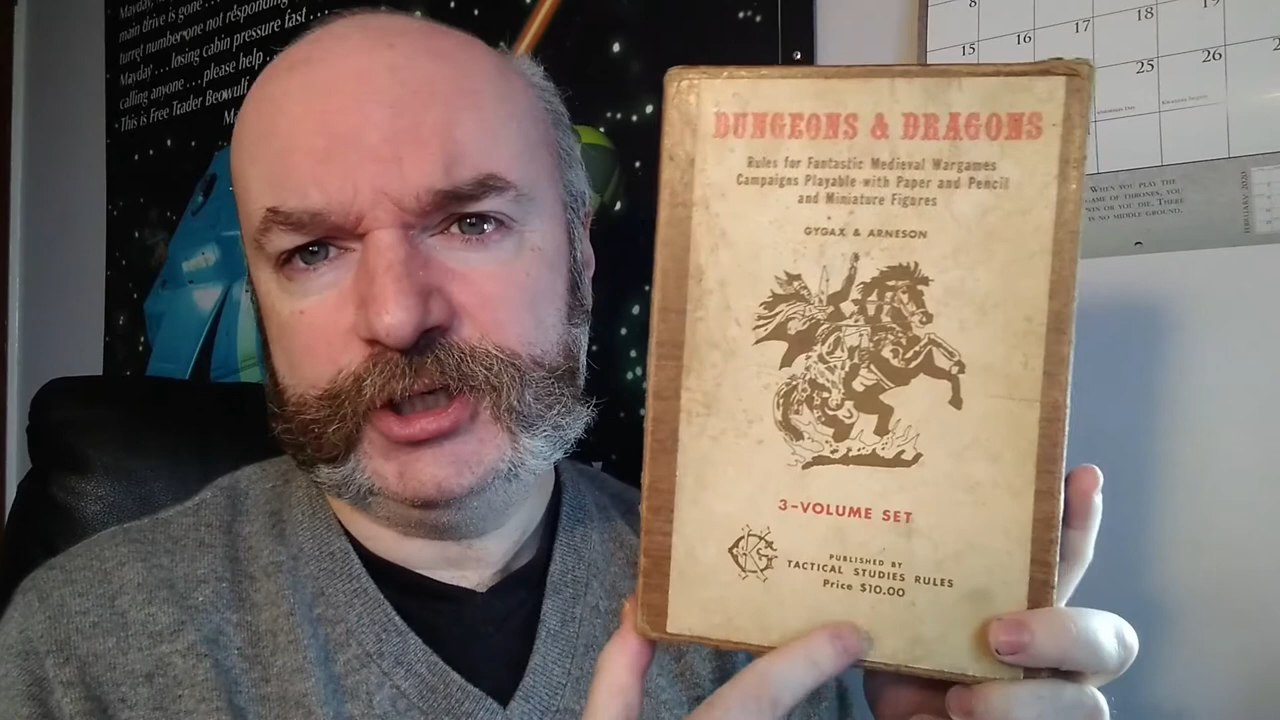 Mayday,
main drive is gone . . .
turret number one not responding
Mayday . . . losing cabin pressure fast . . .
calling anyone . . . please help . .
This is Free Trader Beowulf
DUNGEONS & DRAGONS
Rules for Fantastic Medieval Wargames
Campaigns Playable with Paper and Pencil
and Miniature Figures
GYGAX & ARNESON
3-VOLUME SET
PUBLISHED BY
TACTICAL STUDIES RULES
Price $10.00
8
15 16 17 18 19
25 26
WHEN YOU PLAY THE
GAME OF THRONES, YOU
WIN OR YOU DIE. THERE
IS NO MIDDLE GROUND.
FEBRUARY 2020